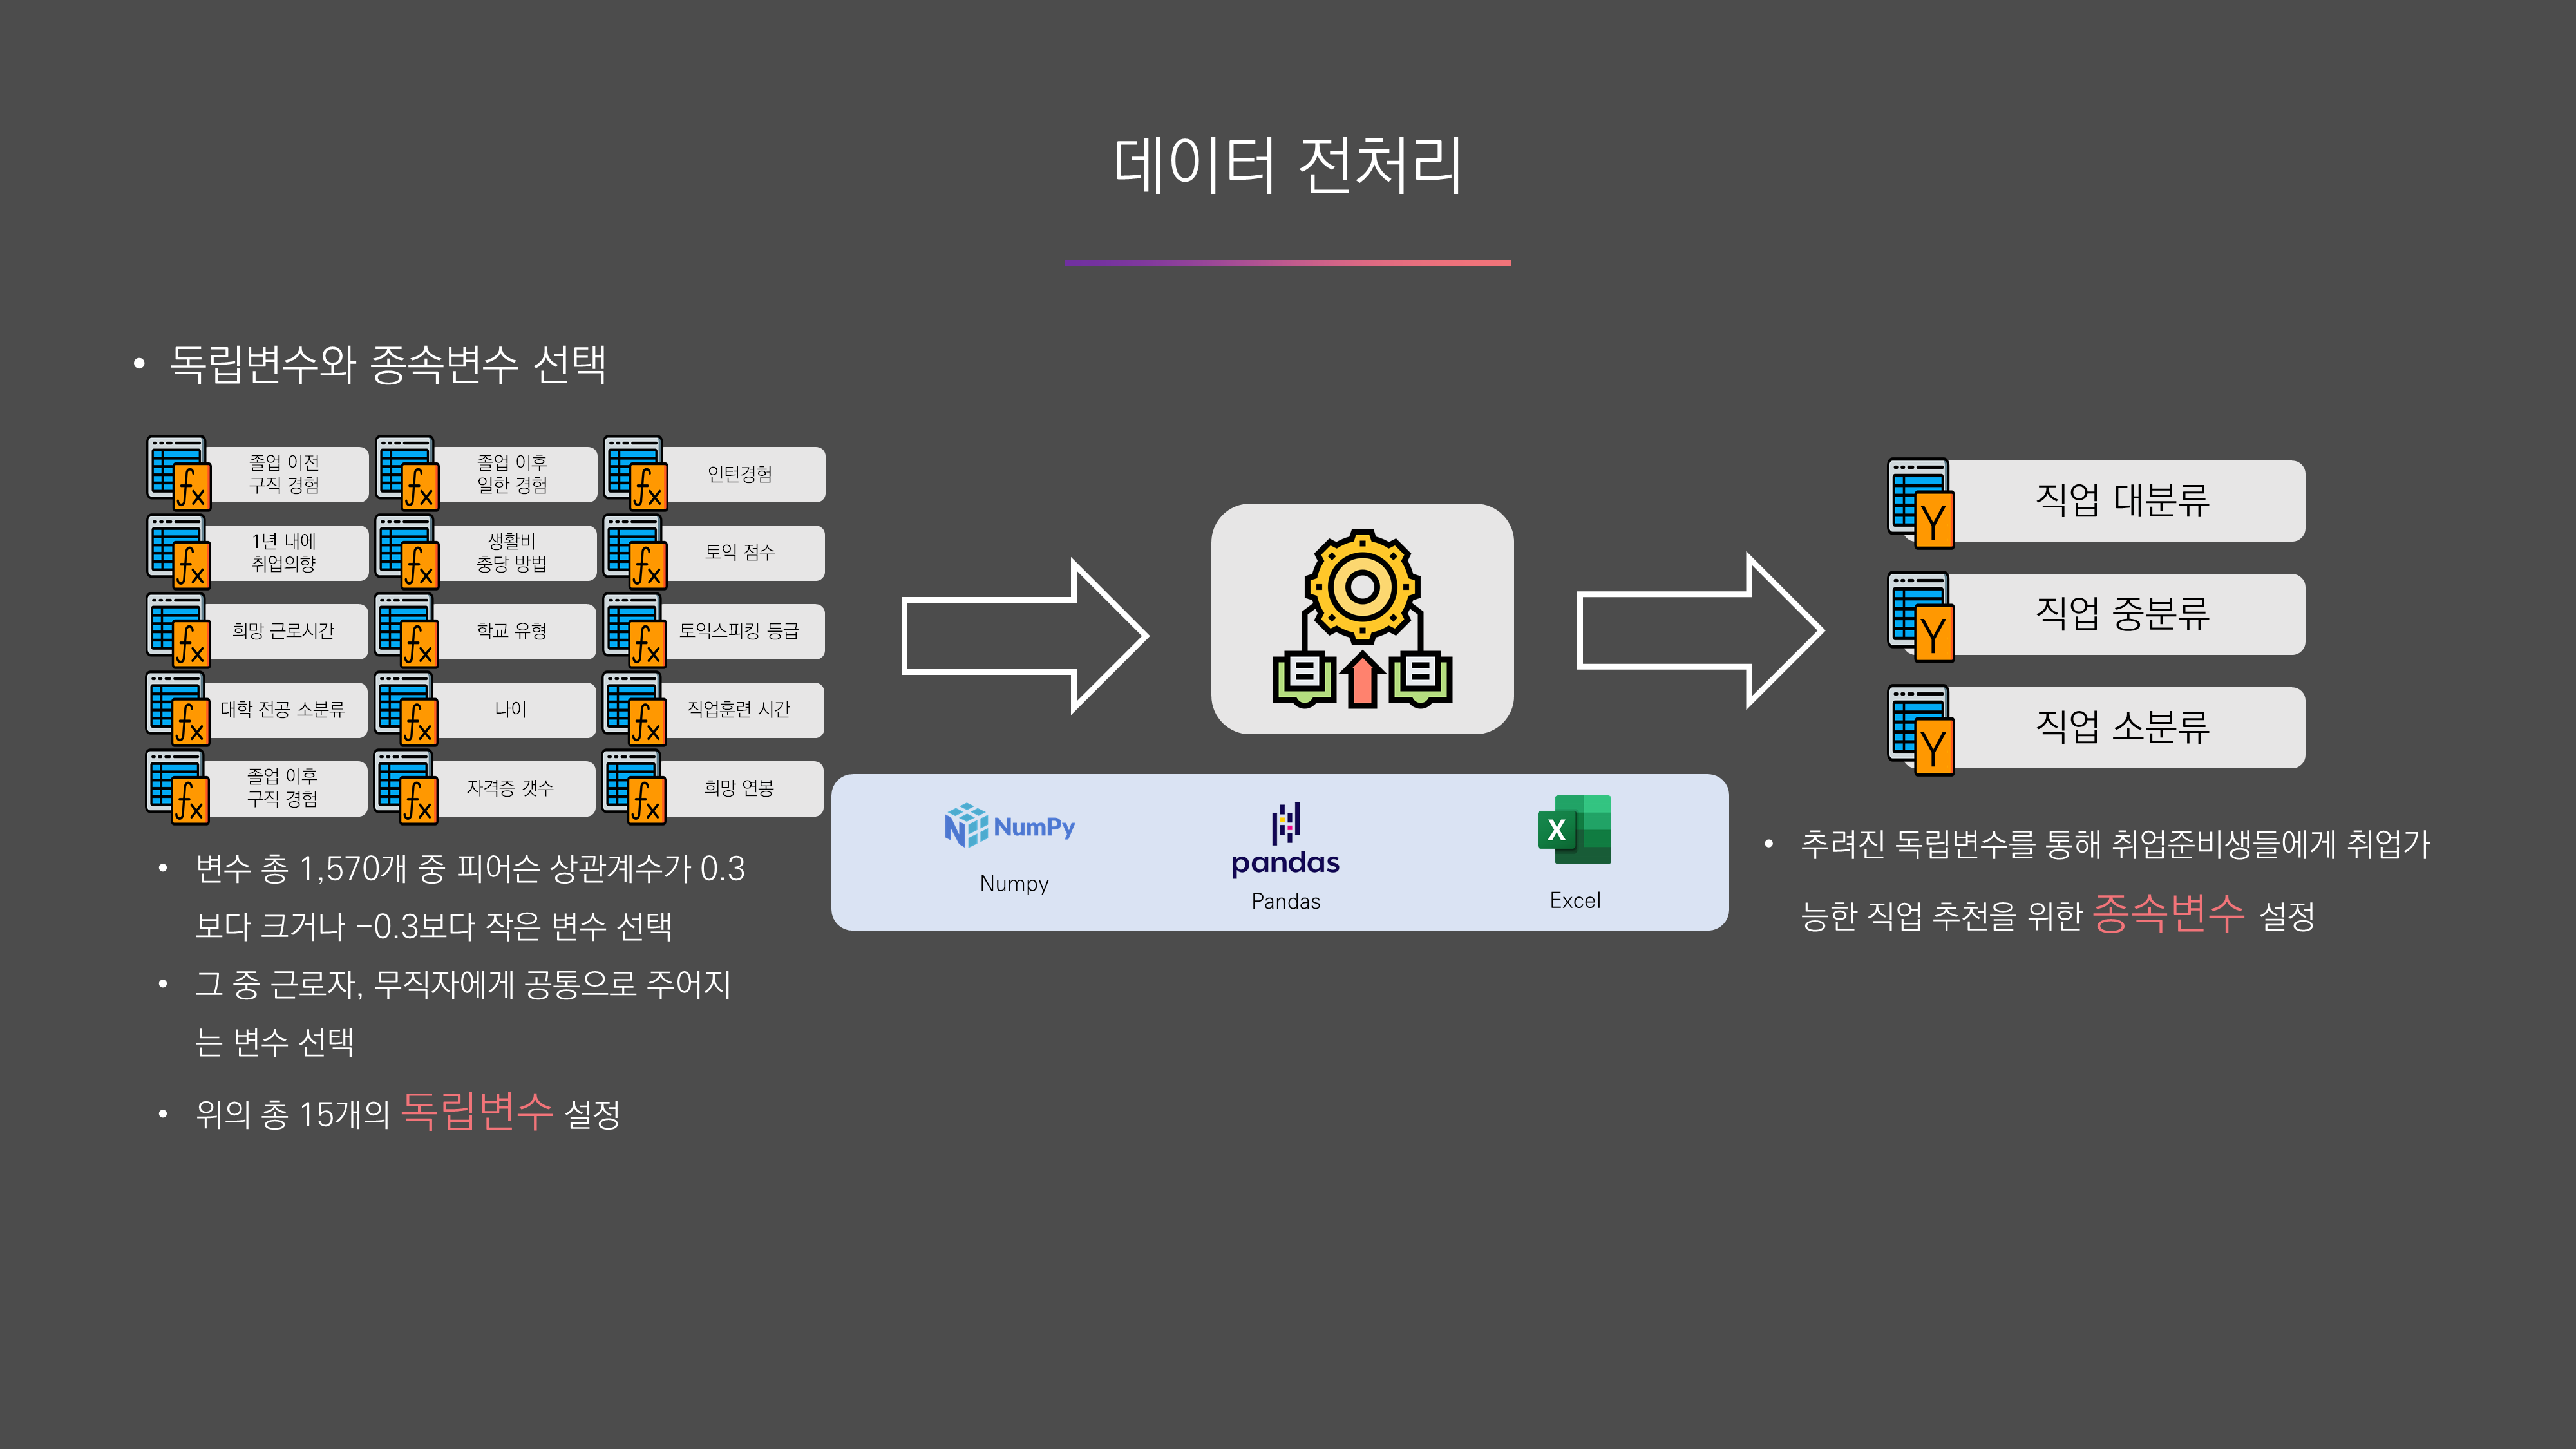 데이터 전처리
• 독립변수와 종속변수 선택
졸업 이전
구직 경험
졸업 이후
일한 경험
인턴경험
1년 내에
취업의향
생활비
충당 방법
토익 점수
희망 근로시간
학교 유형
토익스피킹 등급
대학 전공 소분류
나이
직업훈련 시간
졸업 이후
구직 경험
자격증 갯수
희망 연봉
• 변수 총 1,570개 중 피어슨 상관계수가 0.3
보다 크거나 -0.3보다 작은 변수 선택
• 그 중 근로자, 무직자에게 공통으로 주어지
는 변수 선택
• 위의 총 15개의 독립변수 설정
NumPy
Numpy
pandas
Pandas
X
Excel
직업 대분류
직업 중분류
직업 소분류
• 추려진 독립변수를 통해 취업준비생들에게 취업가
능한 직업 추천을 위한 종속변수 설정